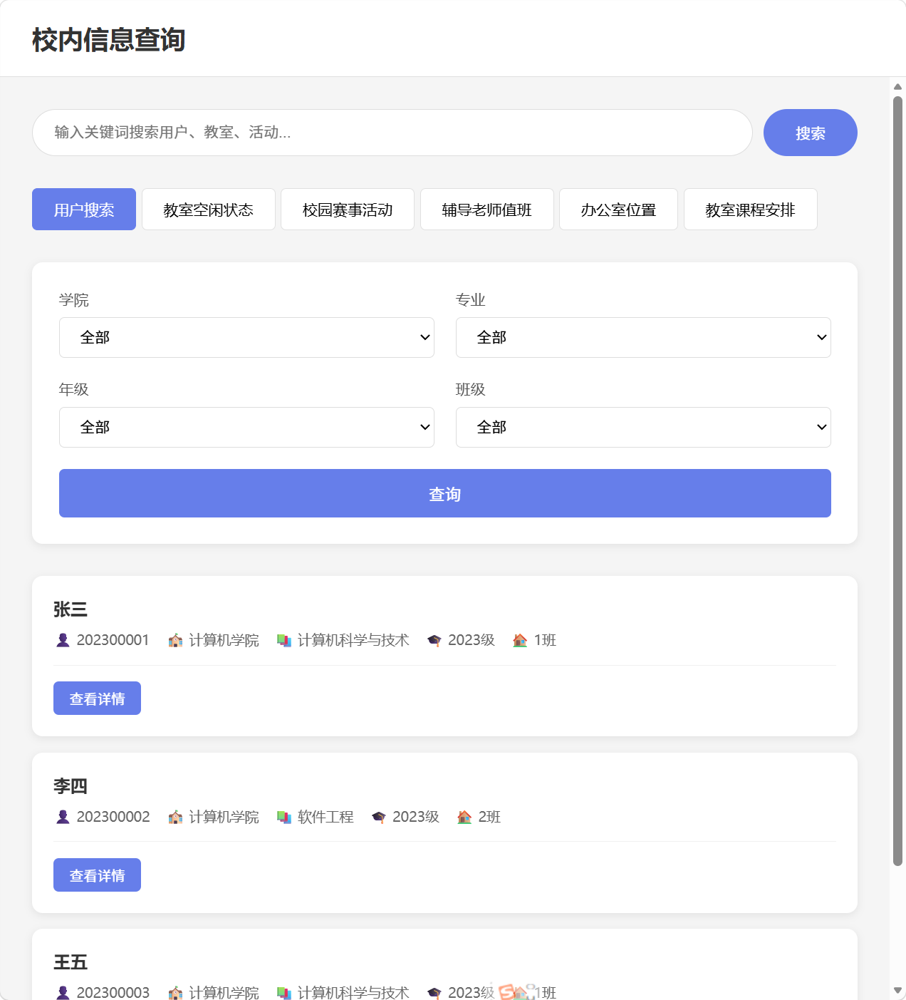 校内信息查询
输入关键词搜索用户、教室、活动...
搜索
用户搜索 教室空闲状态 校园赛事活动 辅导老师值班 办公室位置 教室课程安排
学院 专业
全部 全部
年级 班级
全部 全部
查询
张三
202300001 计算机学院 计算机科学与技术 2023级 1班
查看详情
李四
202300002 计算机学院 软件工程 2023级 2班
查看详情
王五
202300003 计算机学院 计算机科学与技术 2023级 1班